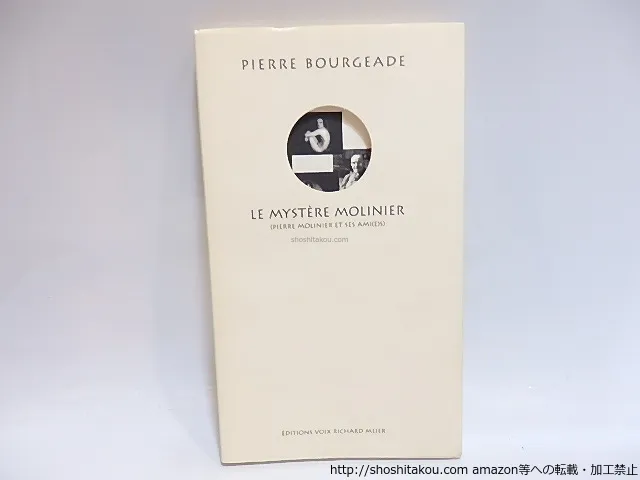 PIERRE BOURGEADE
LE MYSTÈRE MOLINIER
(PIERRE MOLINIER ET SES AMI(E)S)
shoshitakou.com
ÉDITIONS VOIX RICHARD MEIER
http://shoshitakou.com amazon等への転載・加工禁止